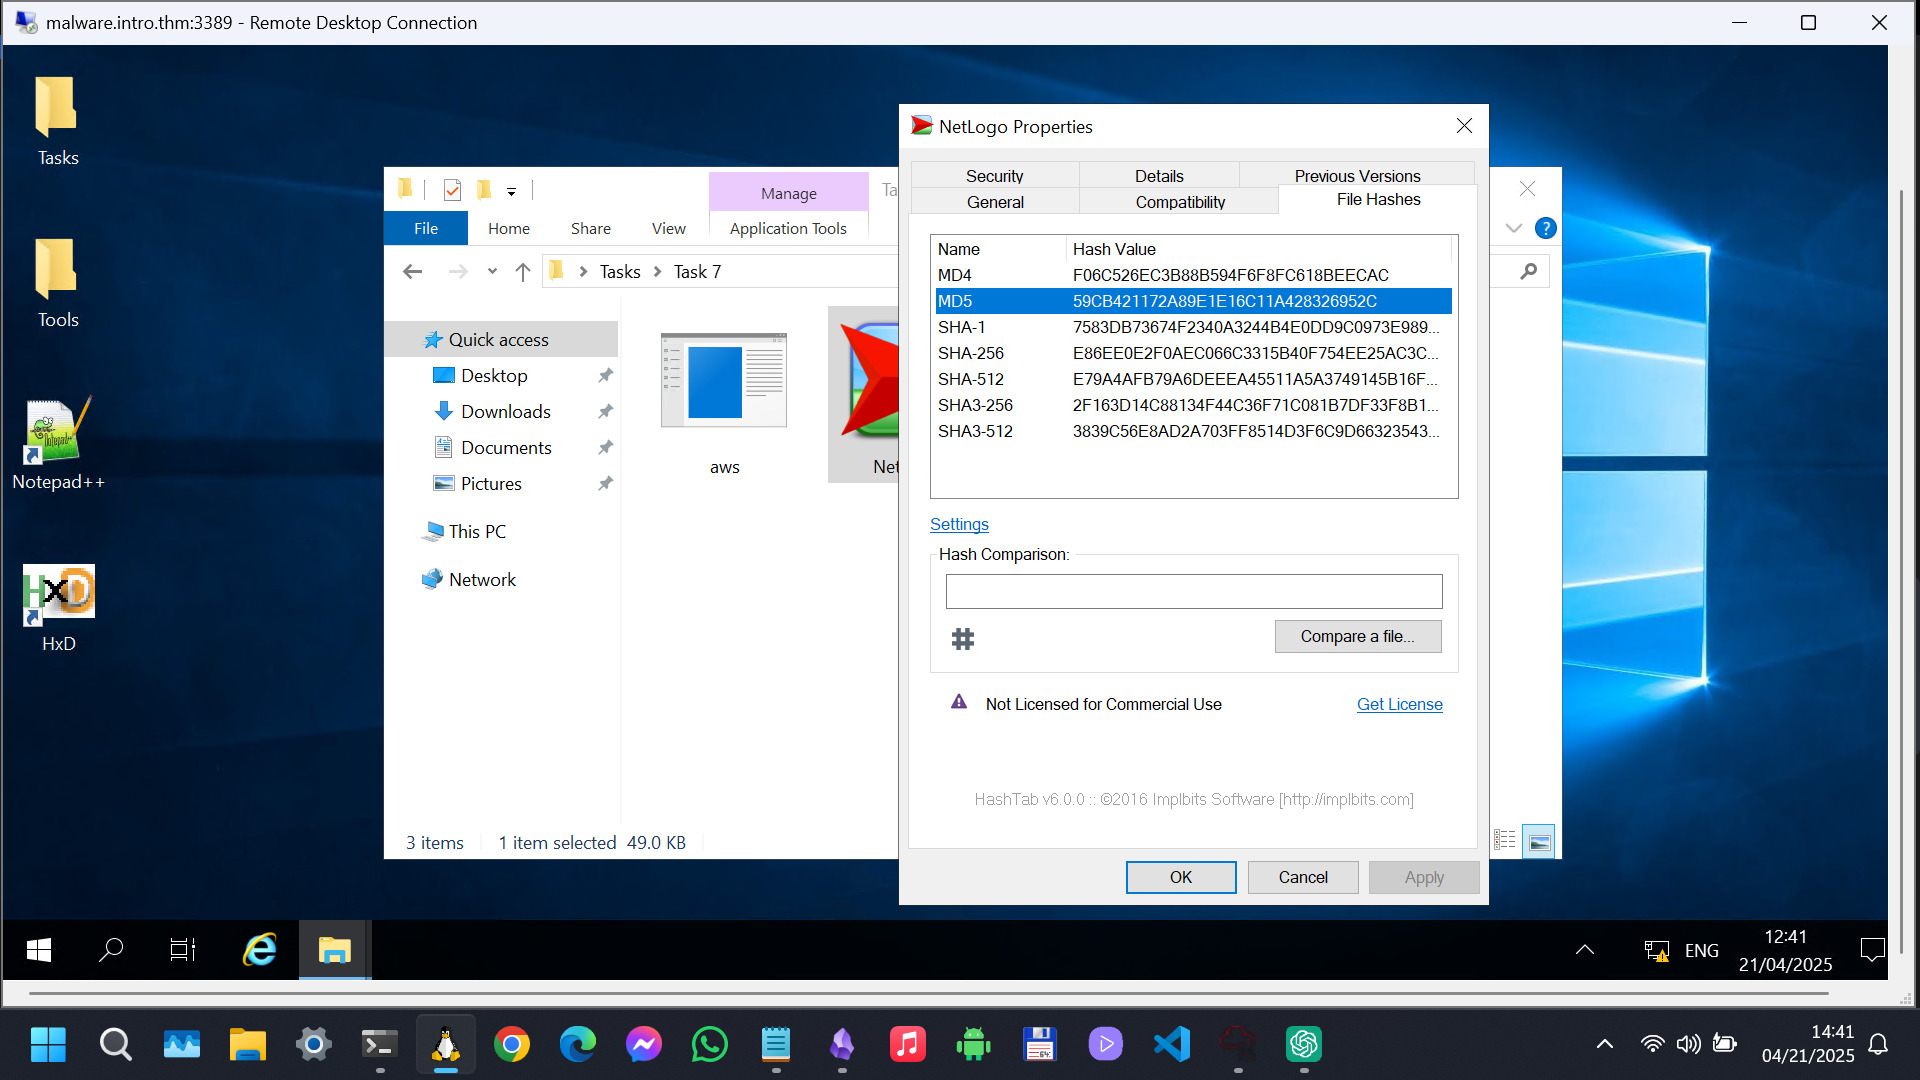 malware.intro.thm:3389 - Remote Desktop Connection
Tasks
Tools
Notepad++
HxD
Manage
Ta
File
Home
Share
View
Application Tools
Tasks
Task 7
Quick access
Desktop
Downloads
Documents
Pictures
This PC
Network
aws
Net
3 items
1 item selected 49.0 KB
NetLogo Properties
Security
Details
Previous Versions
General
Compatibility
File Hashes
Name Hash Value
MD4 F06C526EC3B88B594F6F8FC618BEECAC
MD5 59CB421172A89E1E16C11A428326952C
SHA-1 7583DB73674F2340A3244B4E0DD9C0973E989...
SHA-256 E86EE0E2F0AEC066C3315B40F754EE25AC3C...
SHA-512 E79A4AFB79A6DEEEA45511A5A3749145B16F...
SHA3-256 2F163D14C88134F44C36F71C081B7DF33F8B1...
SHA3-512 3839C56E8AD2A703FF8514D3F6C9D66323543...
Settings
Hash Comparison:
Compare a file...
Not Licensed for Commercial Use
Get License
HashTab v6.0.0 :: ©2016 Implbits Software [http://implbits.com]
OK
Cancel
Apply
ENG
12:41
21/04/2025
14:41
04/21/2025